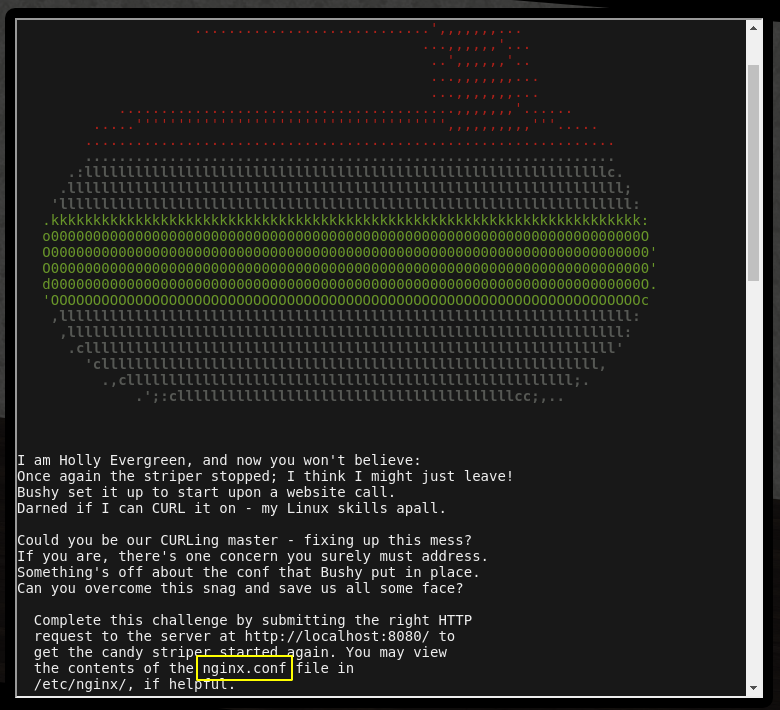 I am Holly Evergreen, and now you won't believe:
Once again the striper stopped; I think I might just leave!
Bushy set it up to start upon a website call.
Darned if I can CURL it on - my Linux skills apall.
Could you be our CURLing master - fixing up this mess?
If you are, there's one concern you surely must address.
Something's off about the conf that Bushy put in place.
Can you overcome this snag and save us all some face?
Complete this challenge by submitting the right HTTP
request to the server at http://localhost:8080/ to
get the candy striper started again. You may view
the contents of the nginx.conf file in
/etc/nginx/, if helpful.